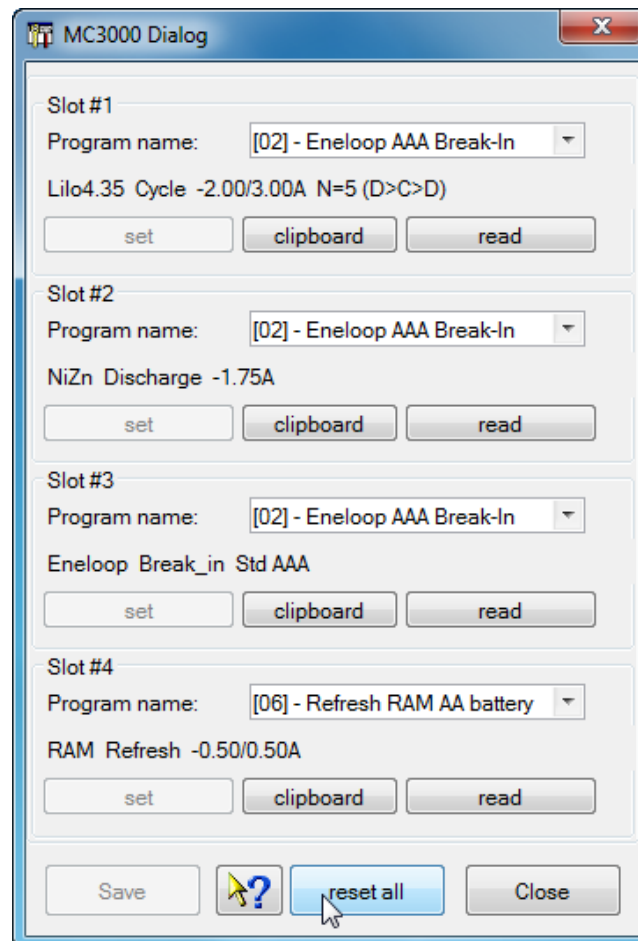 MC3000 Dialog
Slot #1
Program name: [02] - Eneloop AAA Break-In
LiIo4.35 Cycle -2.00/3.00A N=5 (D>C>D)
set clipboard read
Slot #2
Program name: [02] - Eneloop AAA Break-In
NiZn Discharge -1.75A
set clipboard read
Slot #3
Program name: [02] - Eneloop AAA Break-In
Eneloop Break_in Std AAA
set clipboard read
Slot #4
Program name: [06] - Refresh RAM AA battery
RAM Refresh -0.50/0.50A
set clipboard read
Save ? reset all Close